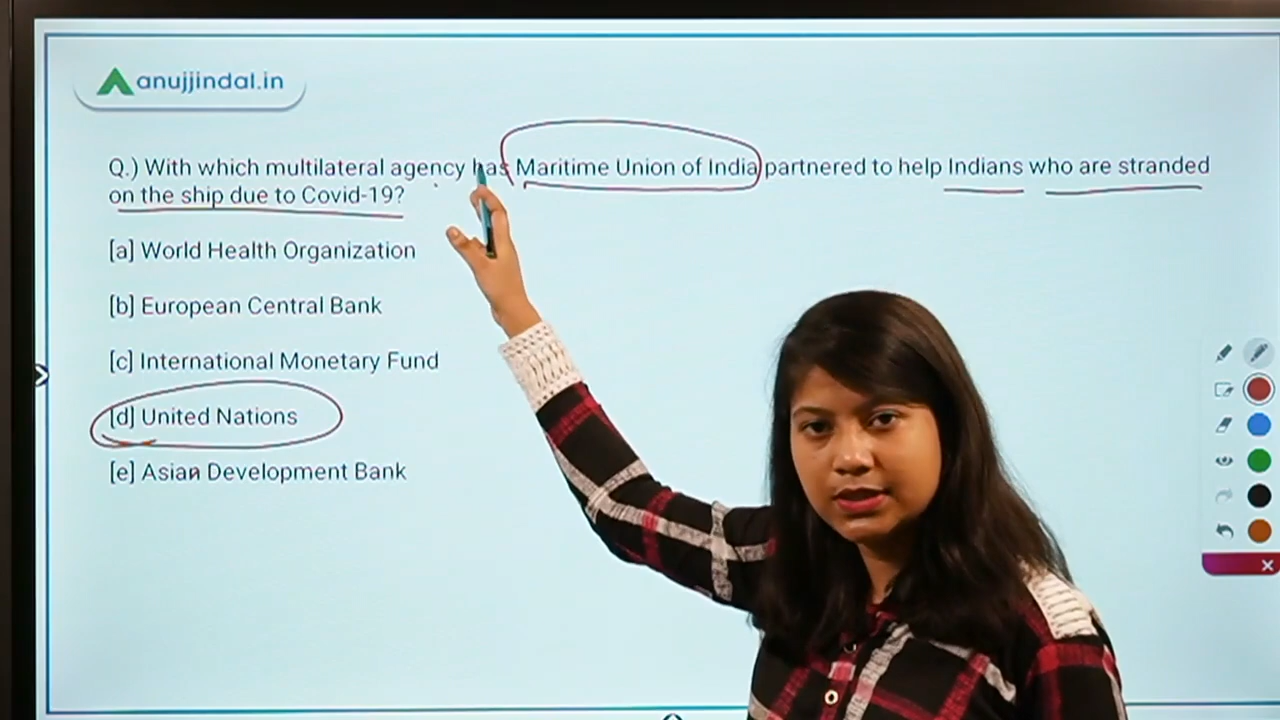 anujjindal.in
Q.) With which multilateral agency has Maritime Union of India partnered to help Indians who are stranded
on the ship due to Covid-19?
[a] World Health Organization
[b] European Central Bank
[c] International Monetary Fund
[d] United Nations
[e] Asian Development Bank